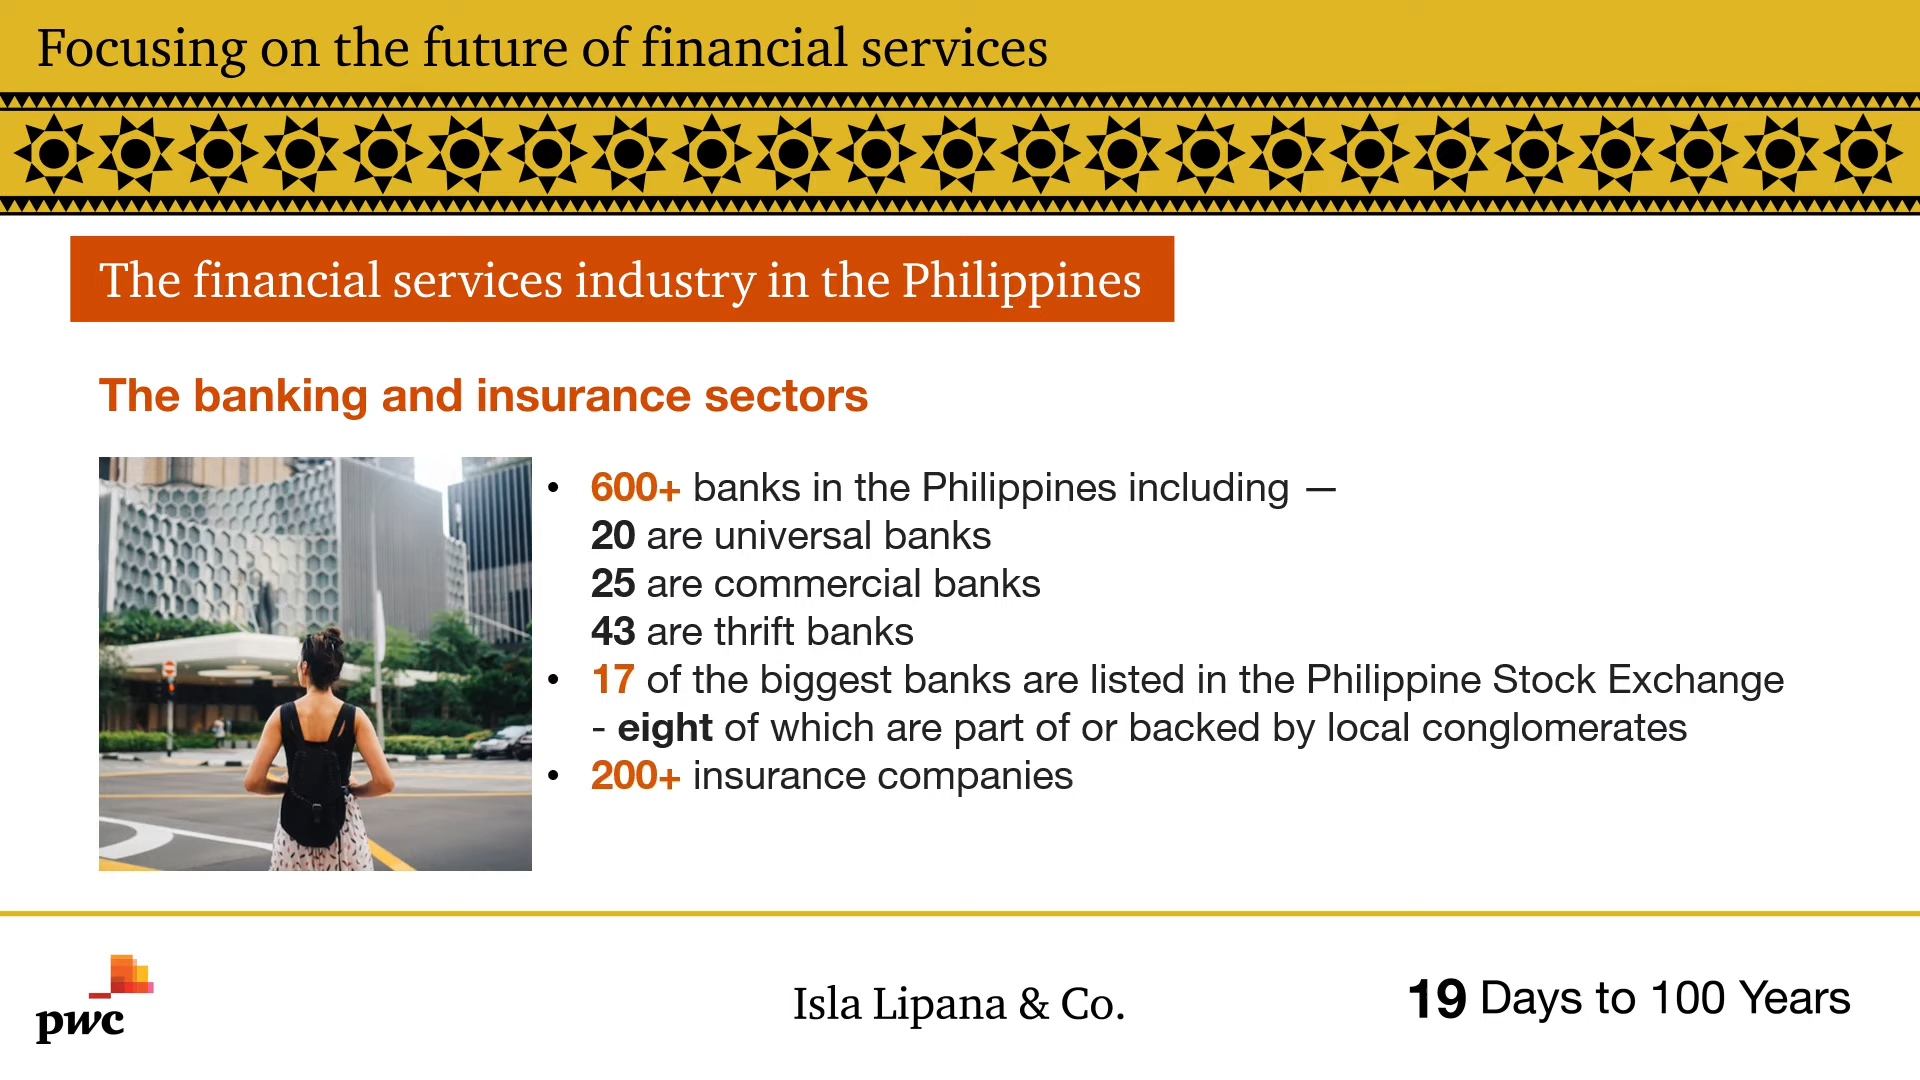 Focusing on the future of financial services
The financial services industry in the Philippines
The banking and insurance sectors
• 600+ banks in the Philippines including —
20 are universal banks
25 are commercial banks
43 are thrift banks
• 17 of the biggest banks are listed in the Philippine Stock Exchange
- eight of which are part of or backed by local conglomerates
• 200+ insurance companies
pwc
Isla Lipana & Co.
19 Days to 100 Years